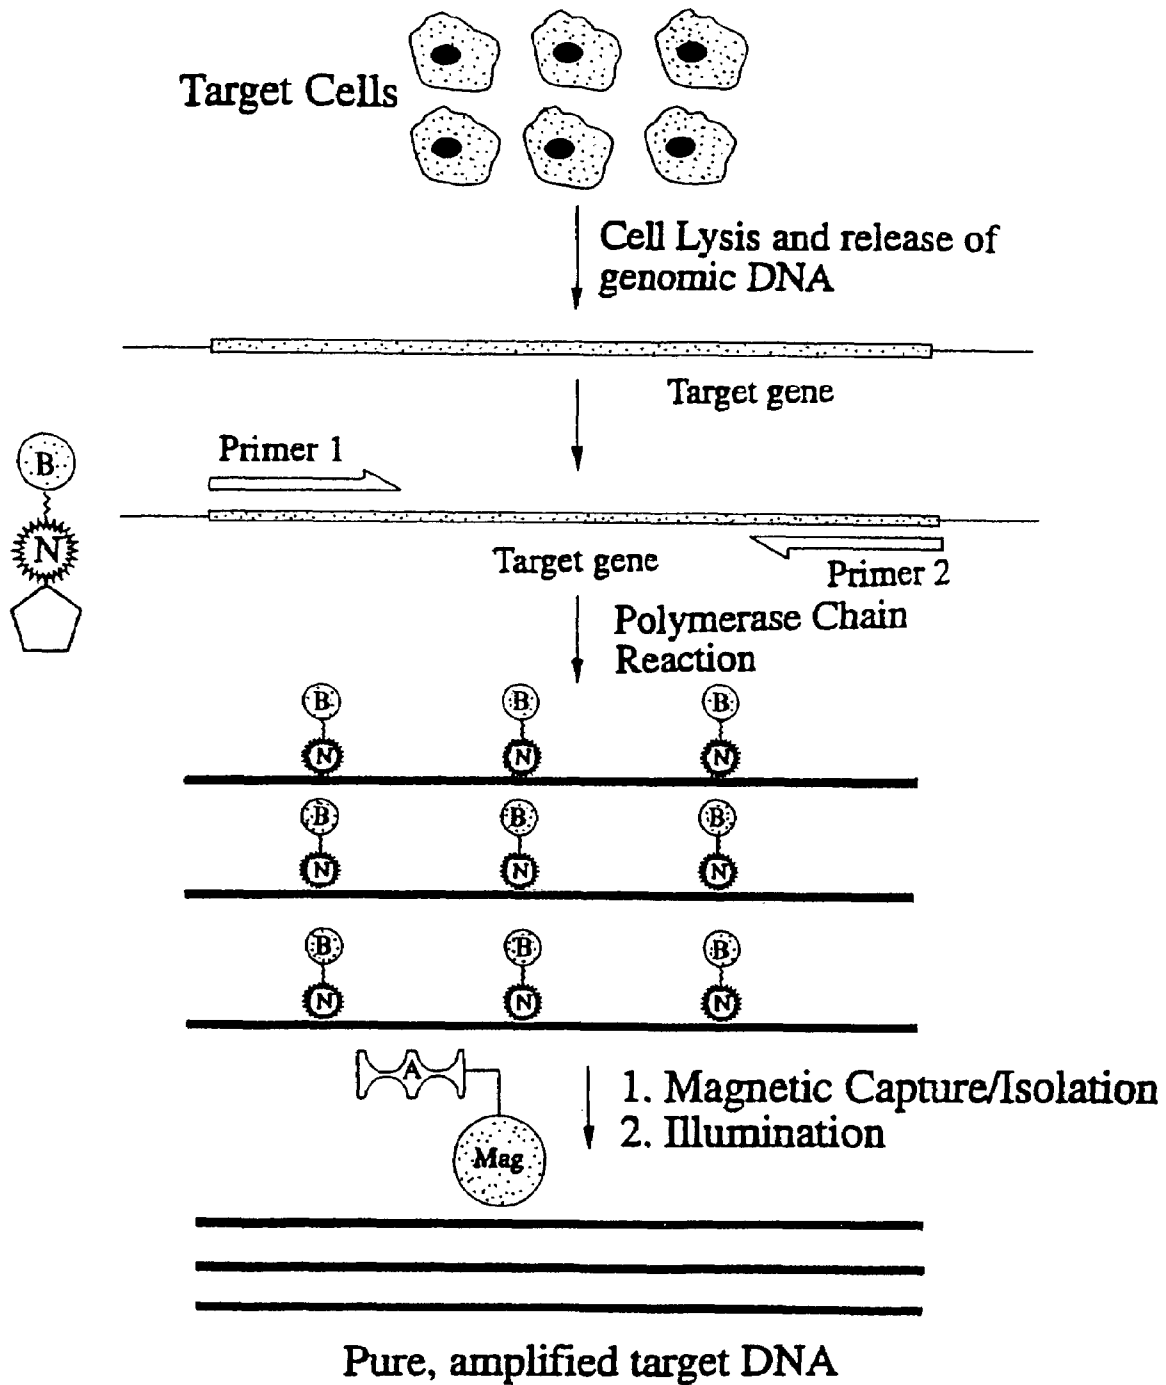 Target Cells
Cell Lysis and release of
genomic DNA
Target gene
Primer 1
B
N
Target gene
Primer 2
Polymerase Chain
Reaction
B B B
N N N
B B B
N N N
B B B
N N N
A
1. Magnetic Capture/Isolation
2. Illumination
Mag
Pure, amplified target DNA